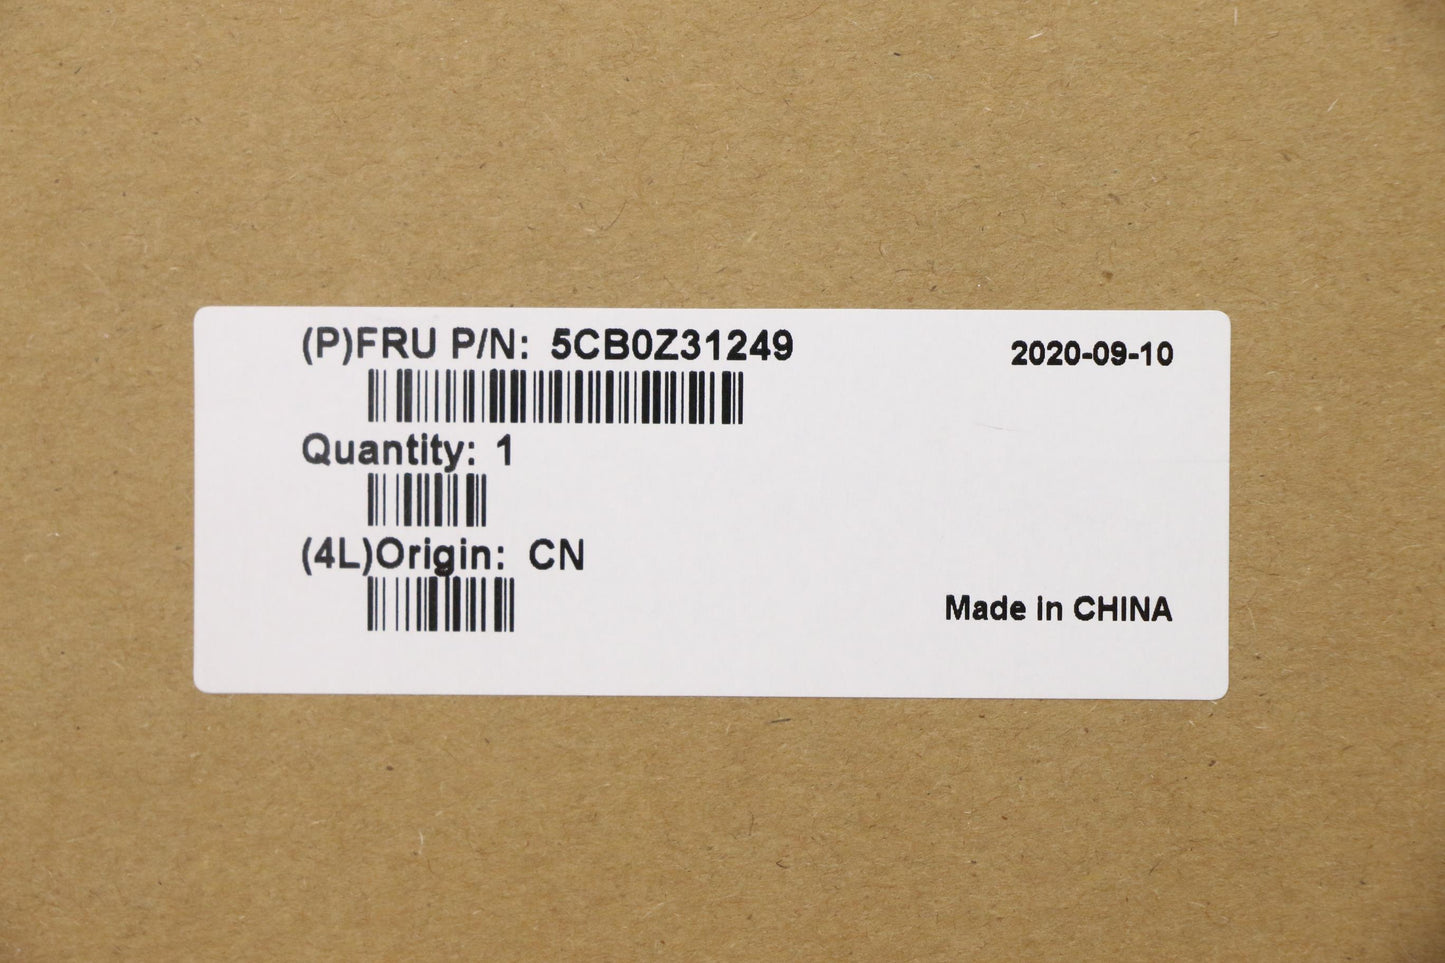 (P)FRU P/N: 5CB0Z31249
2020-09-10
Quantity: 1
(4L)Origin: CN
Made in CHINA